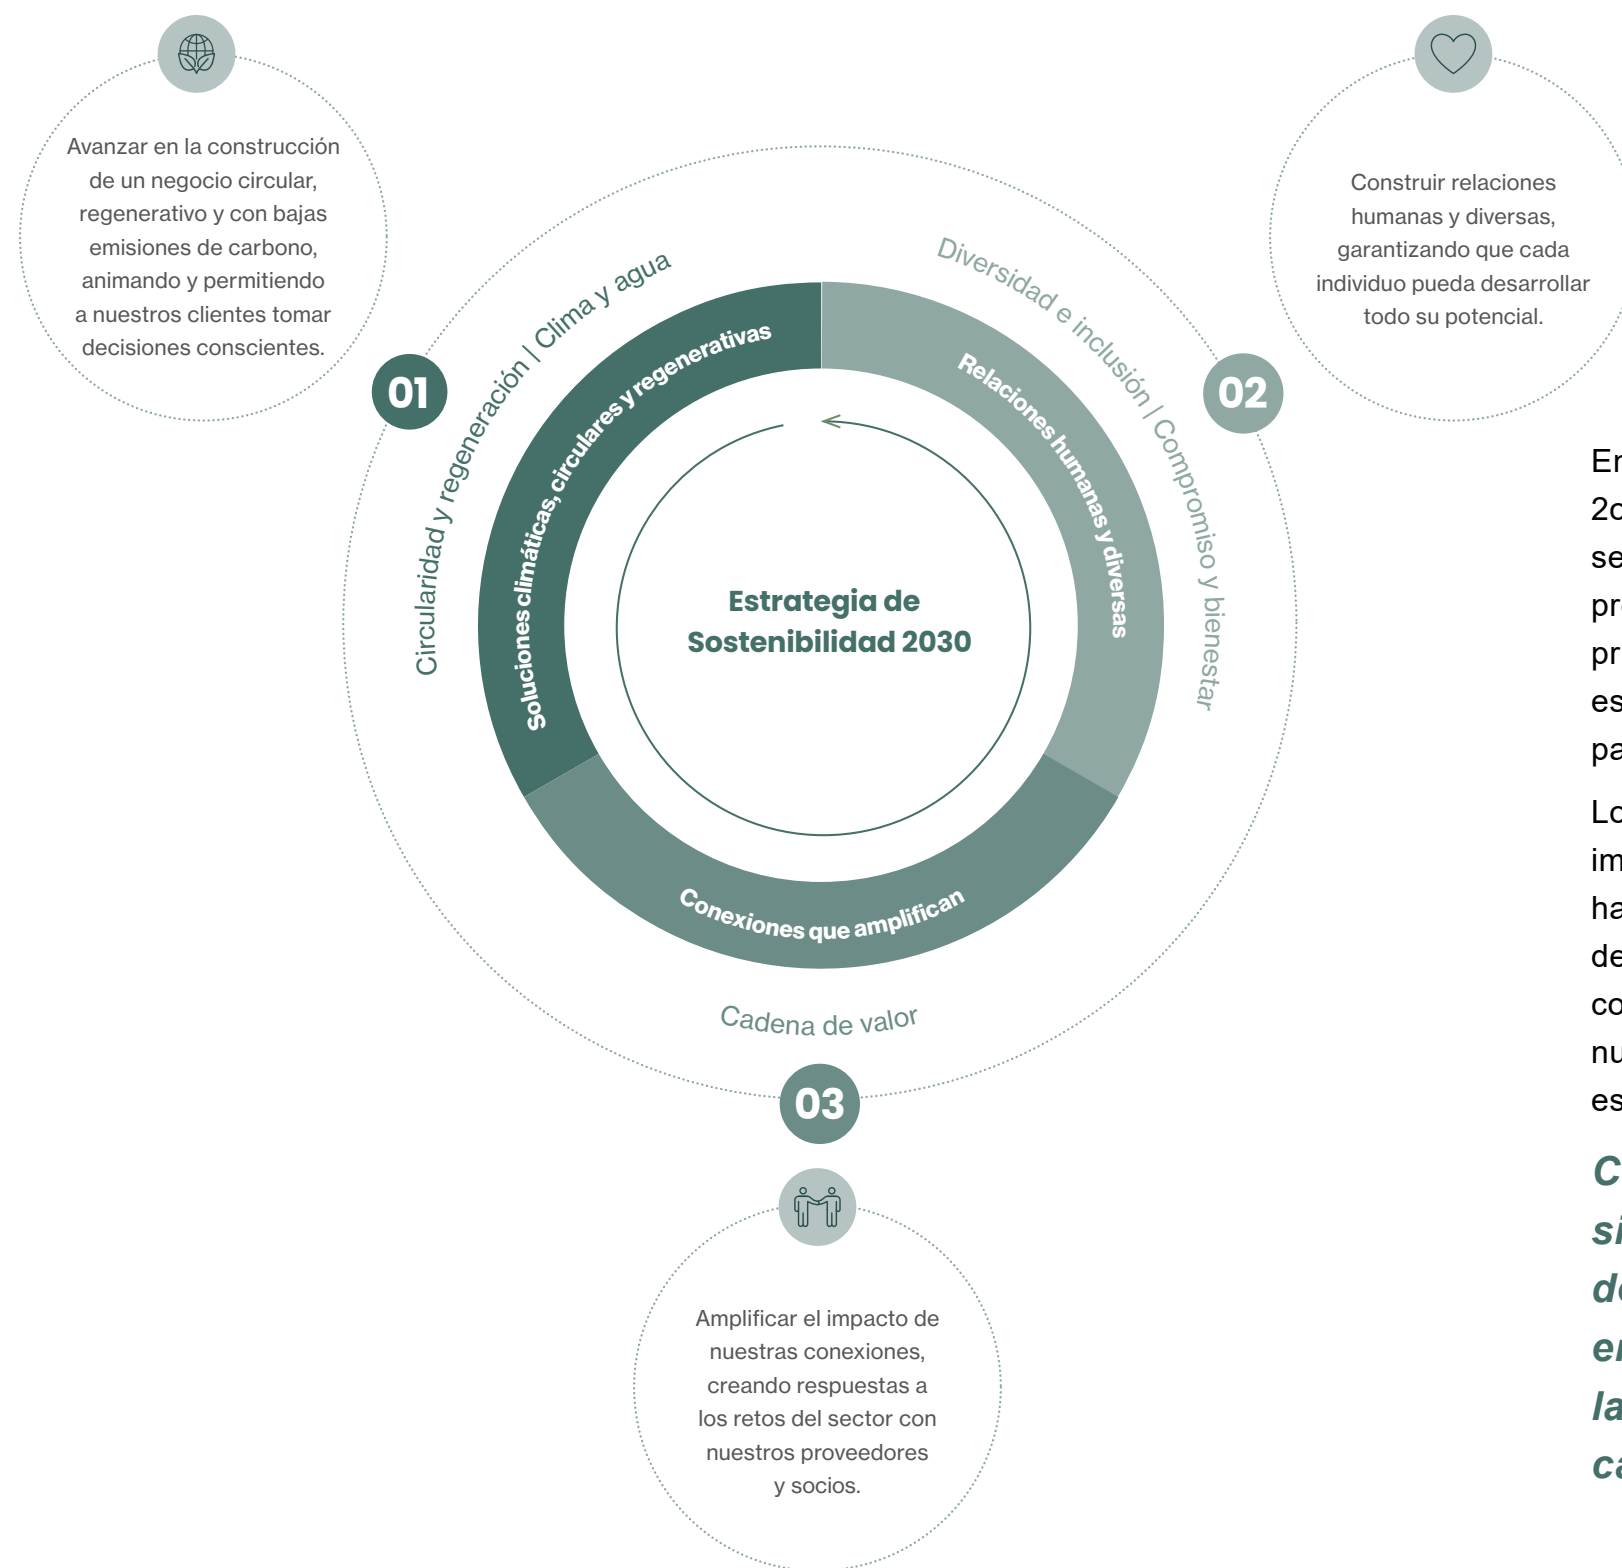 Avanzar en la construcción
de un negocio circular,
regenerativo y con bajas
emisiones de carbono,
animando y permitiendo
a nuestros clientes tomar
decisiones conscientes.
Construir relaciones
humanas y diversas,
garantizando que cada
individuo pueda desarrollar
todo su potencial.
01
Circularidad y regeneración | Clima y agua
Soluciones climáticas, circulares y regenerativas
02
Diversidad e inclusión | Compromiso y bienestar
Relaciones humanas y diversas
Estrategia de
Sostenibilidad 2030
Conexiones que amplifican
Cadena de valor
03
Amplificar el impacto de
nuestras conexiones,
creando respuestas a
los retos del sector con
nuestros proveedores
y socios.